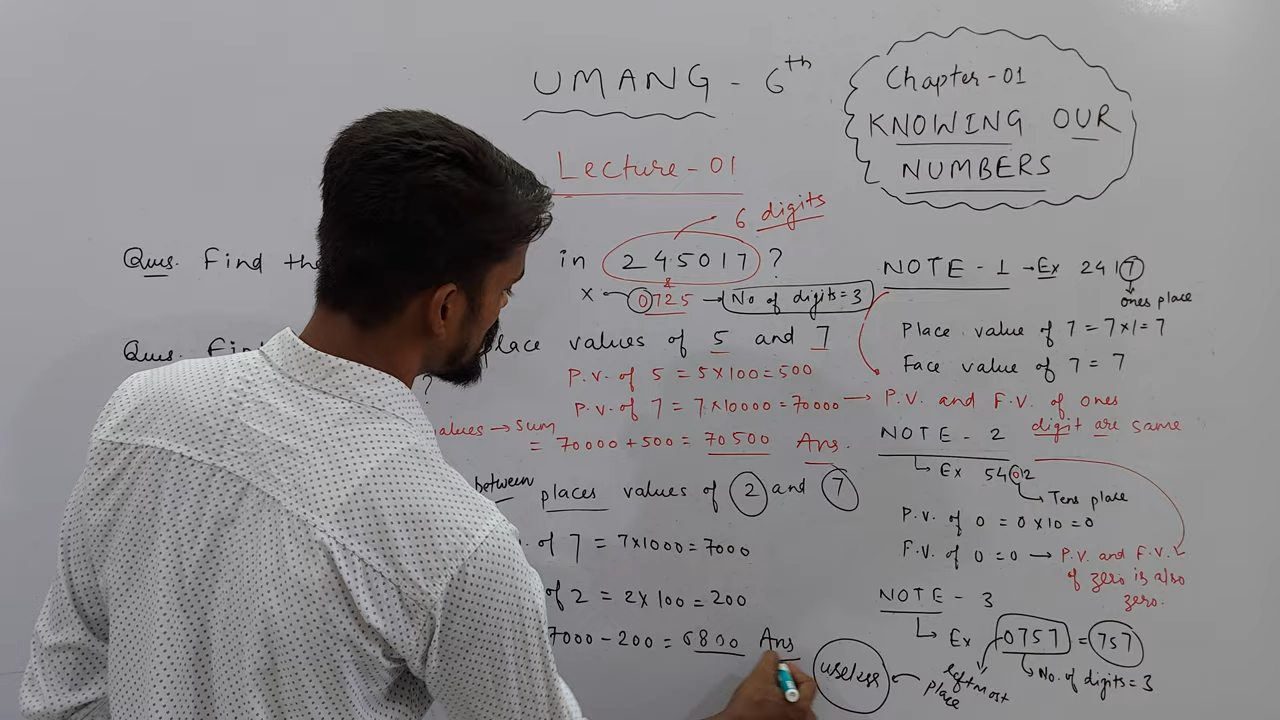 UMANG - 6th
Chapter-01
KNOWING OUR
NUMBERS
Lecture-01
6 digits
Ques. Find the in 245017 ?
x 0725 → No of digits=3
Ques. Find place values of 5 and 7
?
P.V. of 5 = 5×100=500
P.V. of 7 = 7×10000=70000 →
values → sum
= 70000+500= 70500 Ans.
between places values of 2 and 7
of 7 = 7×1000=7000
of 2 = 2×100=200
7000-200=6800 Ans
NOTE-1 → Ex 2417
ones place
Place value of 7 = 7×1=7
Face value of 7 = 7
P.V. and F.V. of ones
digit are same
NOTE-2
Ex 5402
Tens place
P.V. of 0 = 0×10=0
F.V. of 0=0 → P.V. and F.V.
of zero is also
zero.
NOTE-3
Ex 0757 = 757
No. of digits=3
leftmost
place
useless